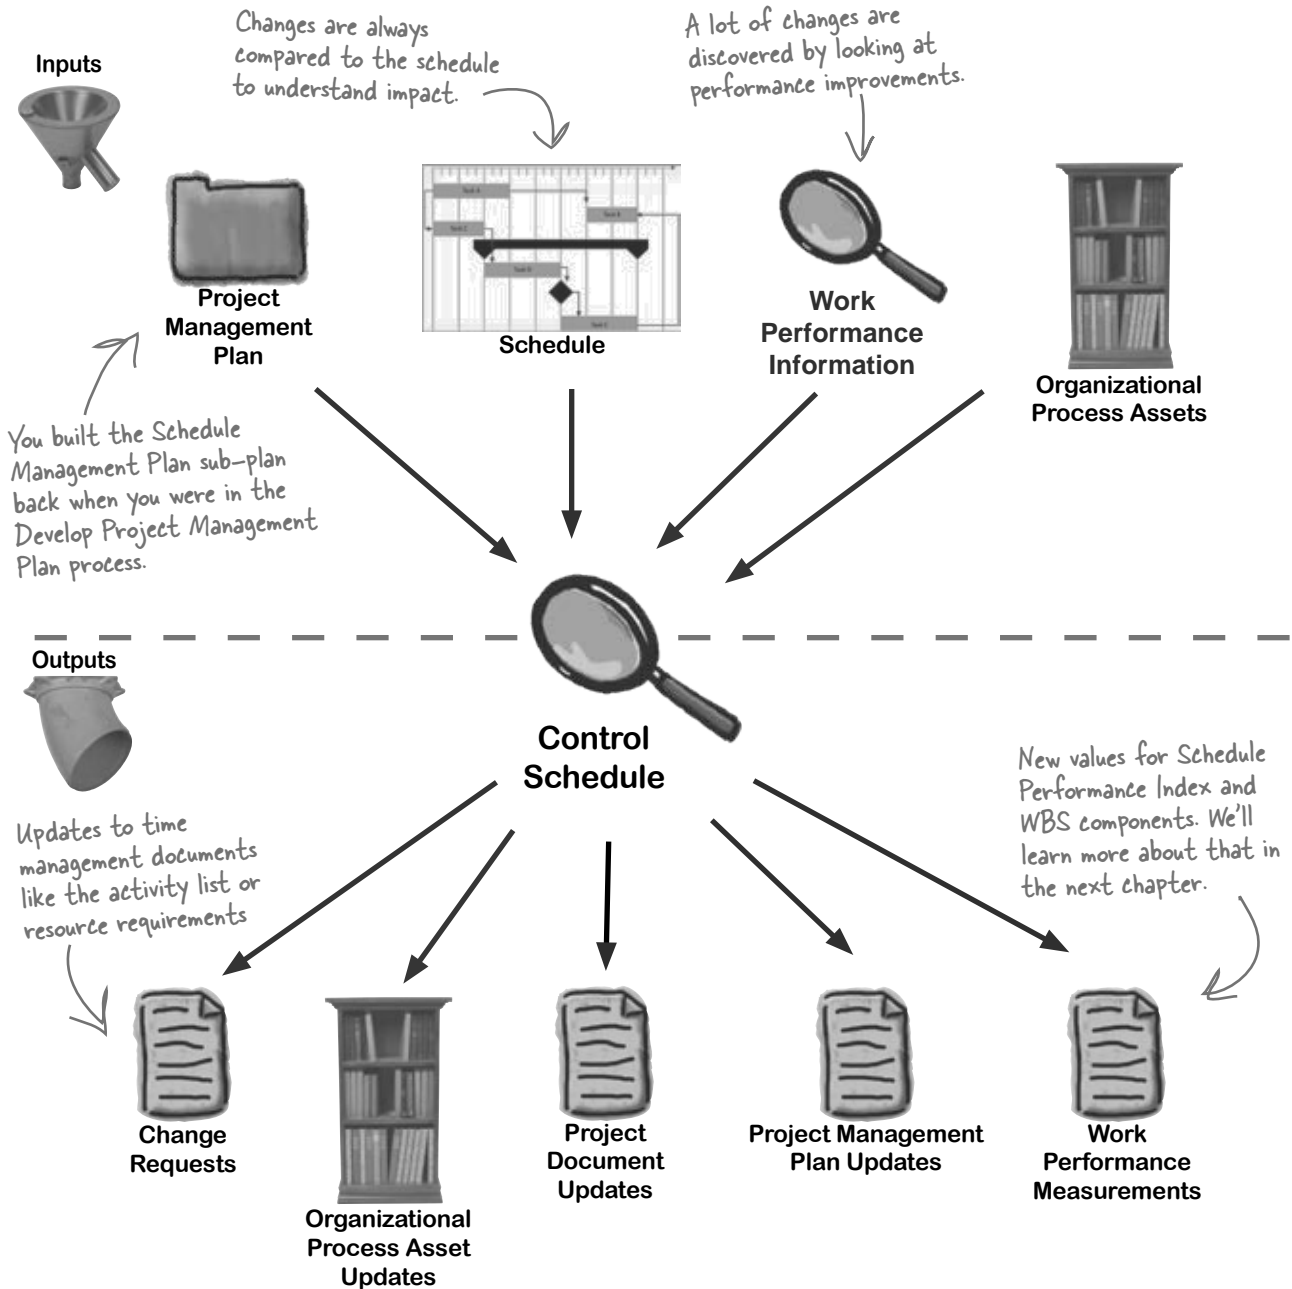 Changes are always
compared to the schedule
to understand impact.
A lot of changes are
discovered by looking at
performance improvements.
Inputs
Project
Management
Plan
Task A
Task B
Task C
Task D
Schedule
Work
Performance
Information
Organizational
Process Assets
You built the Schedule
Management Plan sub-plan
back when you were in the
Develop Project Management
Plan process.
Outputs
Control
Schedule
Updates to time
management documents
like the activity list or
resource requirements
New values for Schedule
Performance Index and
WBS components. We'll
learn more about that in
the next chapter.
Change
Requests
Organizational
Process Asset
Updates
Project
Document
Updates
Project Management
Plan Updates
Work
Performance
Measurements